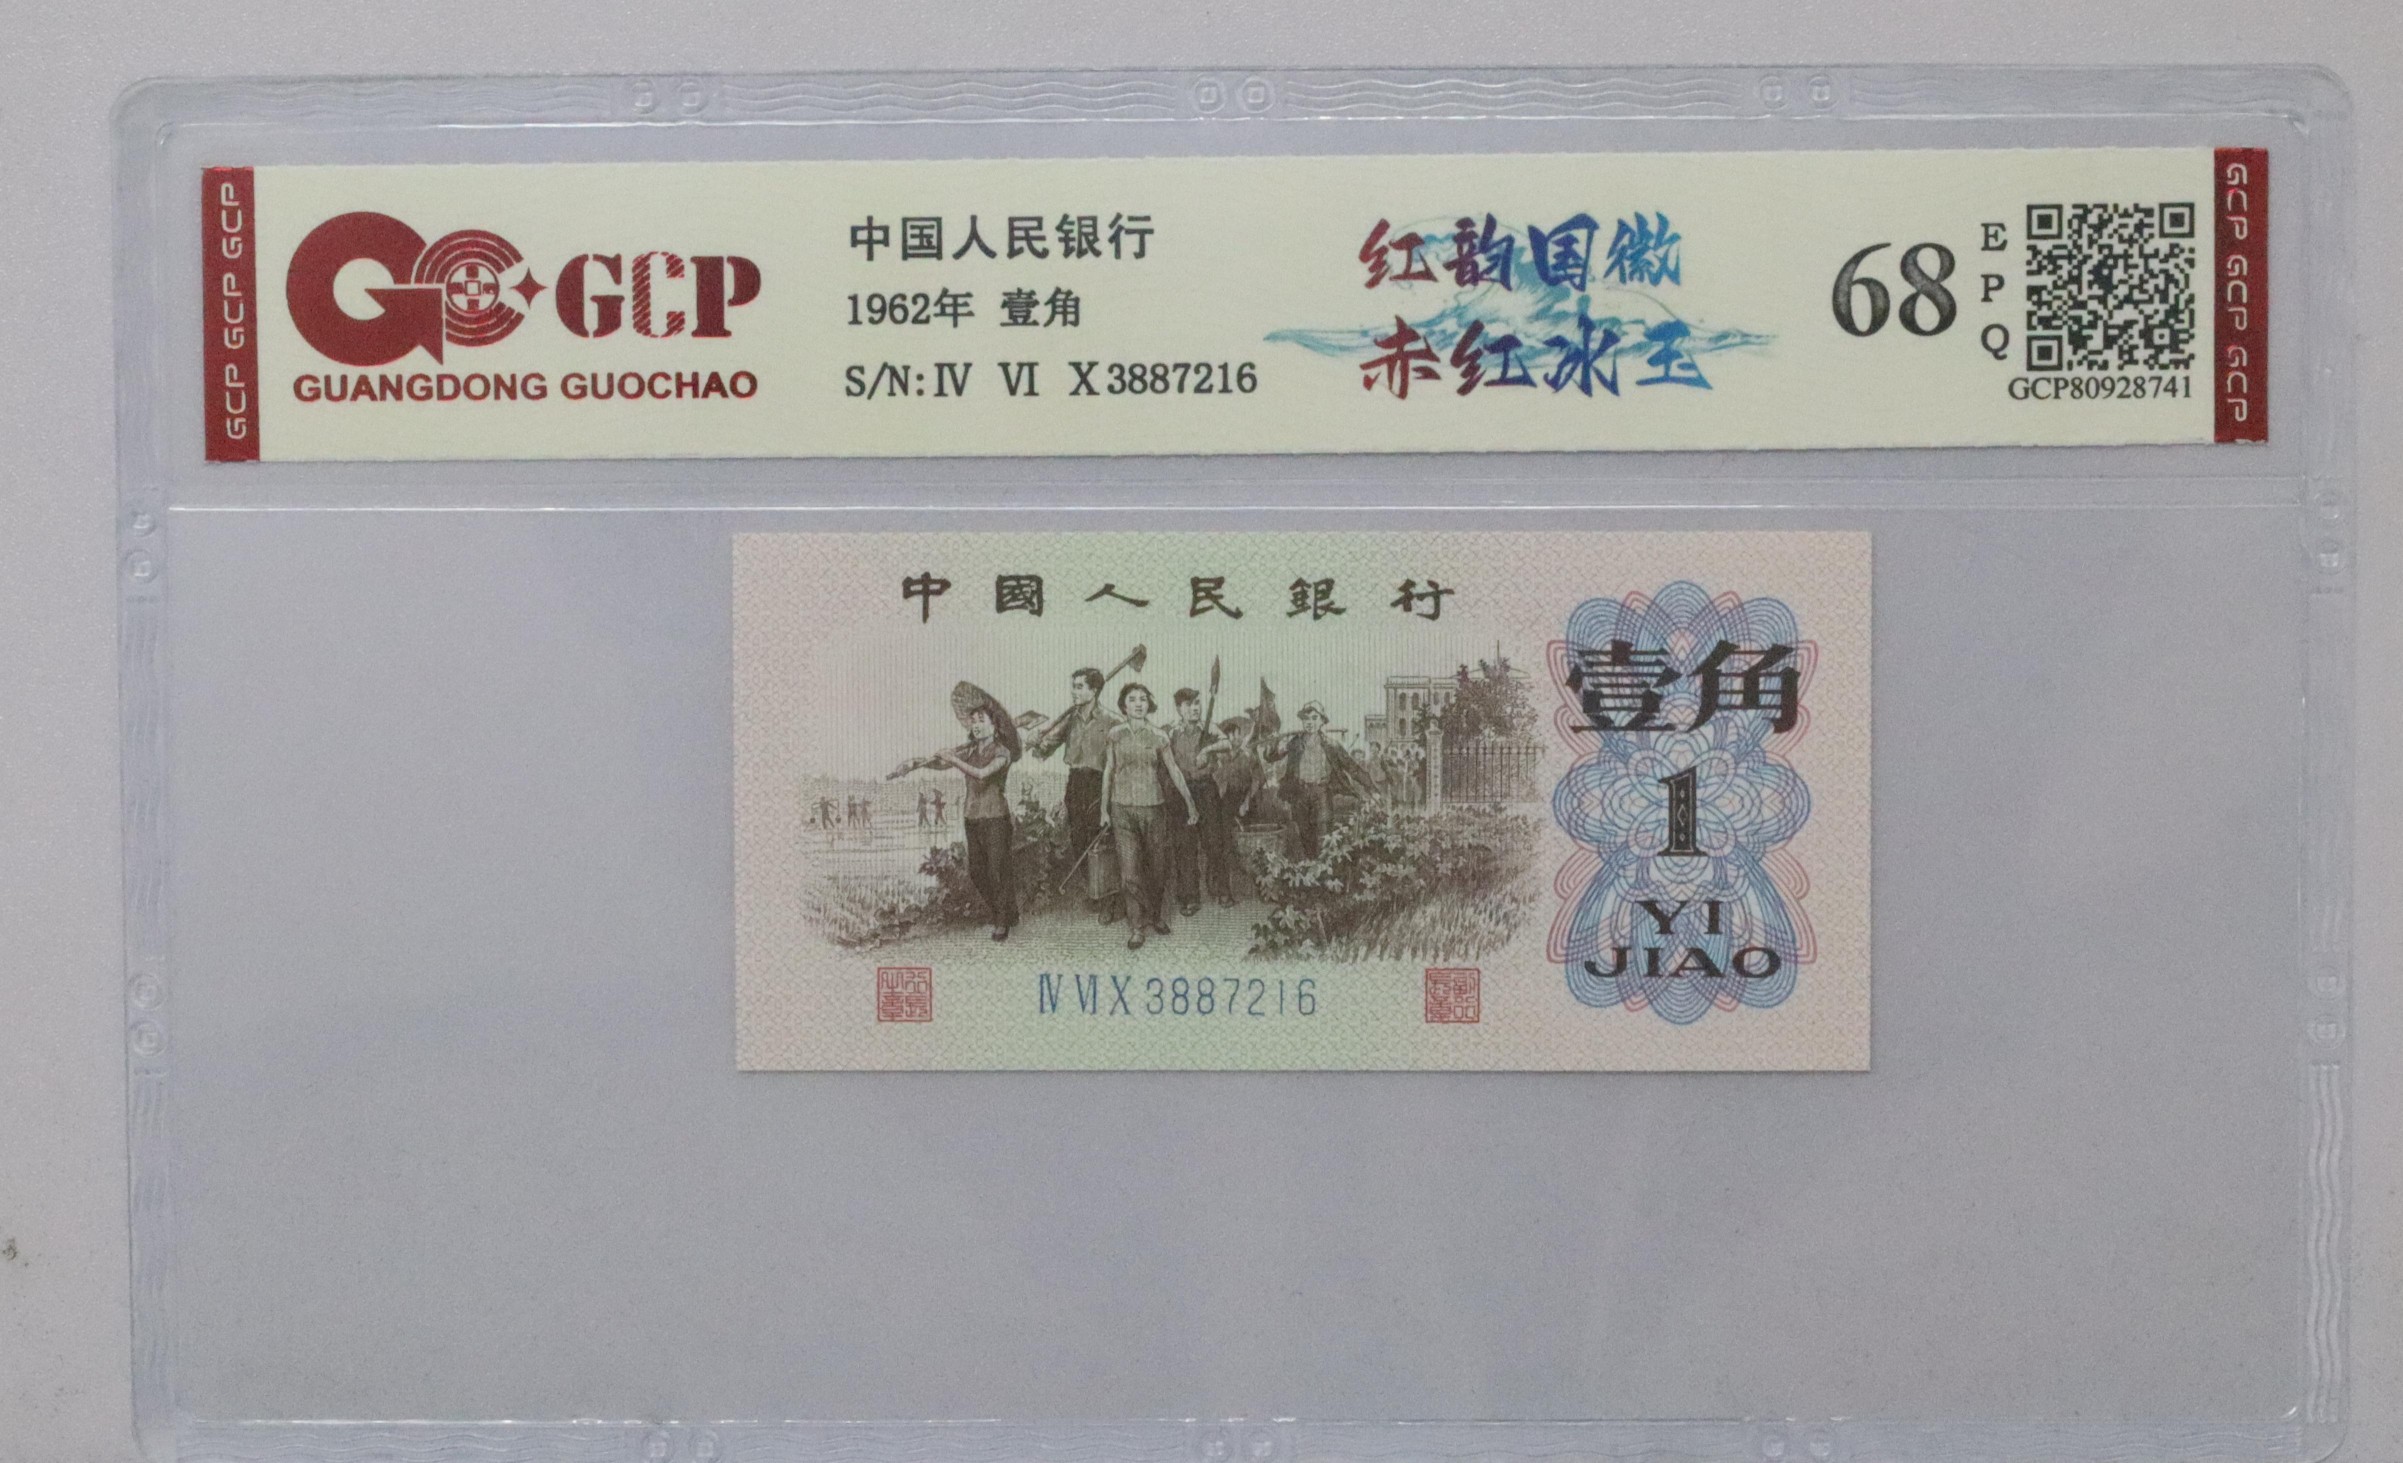 GCP GCP GCP
GCP
GUANGDONG GUOCHAO
中国人民银行
1962年 壹角
S/N: Ⅳ Ⅵ Ⅹ 3887216
红韵国徽
赤红冰玉
68
EPQ
GCP80928741
GCP GCP GCP
中國人民銀行
壹角
1
YI
JIAO
Ⅳ Ⅵ Ⅹ 3887216